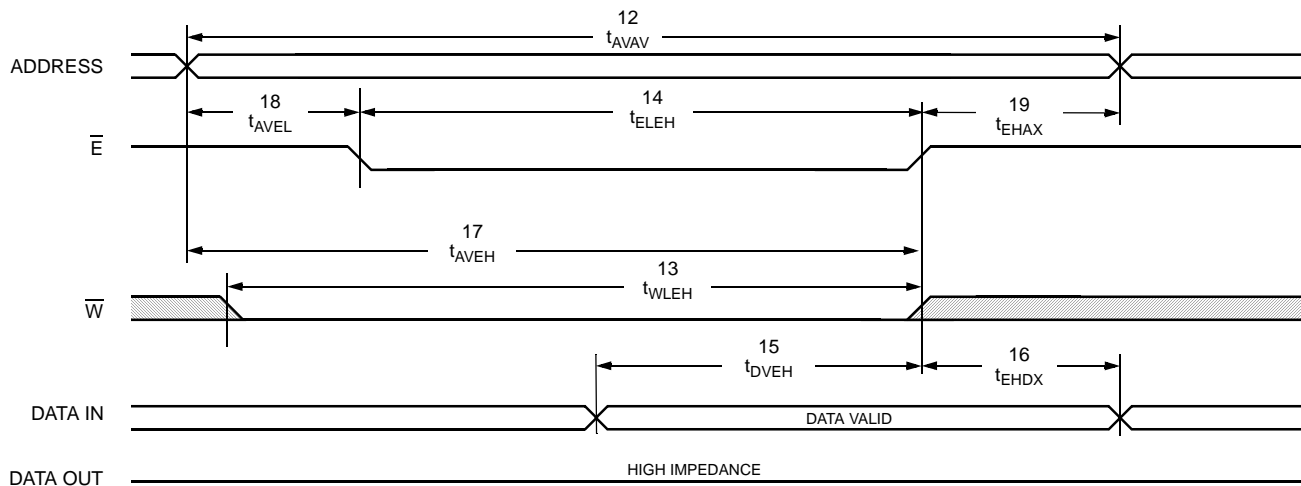 12
tAVAV
ADDRESS
18
tAVEL
14
tELEH
19
tEHAX
E̅
17
tAVEH
13
tWLEH
W̅
15
tDVEH
16
tEHDX
DATA IN
DATA VALID
DATA OUT
HIGH IMPEDANCE